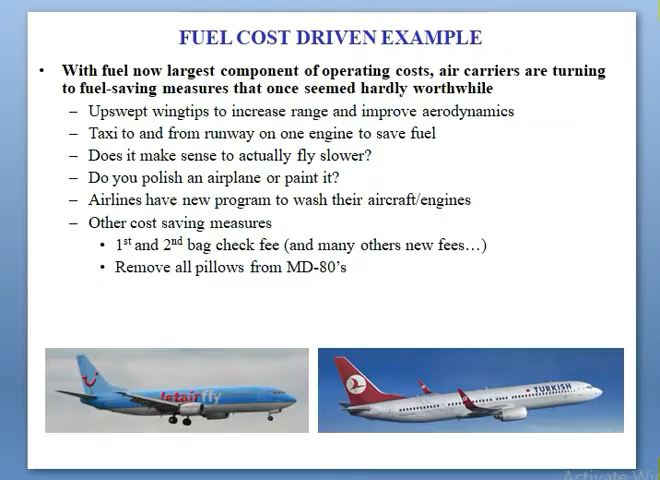 FUEL COST DRIVEN EXAMPLE
• With fuel now largest component of operating costs, air carriers are turning
to fuel-saving measures that once seemed hardly worthwhile
– Upswept wingtips to increase range and improve aerodynamics
– Taxi to and from runway on one engine to save fuel
– Does it make sense to actually fly slower?
– Do you polish an airplane or paint it?
– Airlines have new program to wash their aircraft/engines
– Other cost saving measures
• 1st and 2nd bag check fee (and many others new fees…)
• Remove all pillows from MD-80’s
Jetairfly
TURKISH